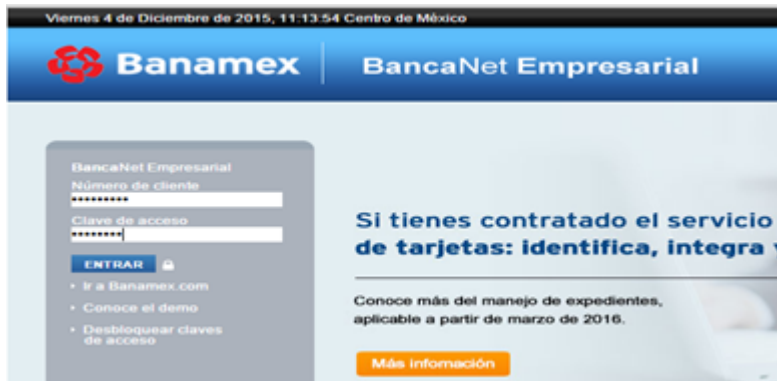 Viernes 4 de Diciembre de 2015, 11:13:54 Centro de México
Banamex
BancaNet Empresarial
BancaNet Empresarial
Número de cliente
•••••••••
Clave de acceso
••••••••
ENTRAR
Ir a Banamex.com
Conoce el demo
Desbloquear claves
de acceso
Si tienes contratado el servicio
de tarjetas: identifica, integra
Conoce más del manejo de expedientes,
aplicable a partir de marzo de 2016.
Más información